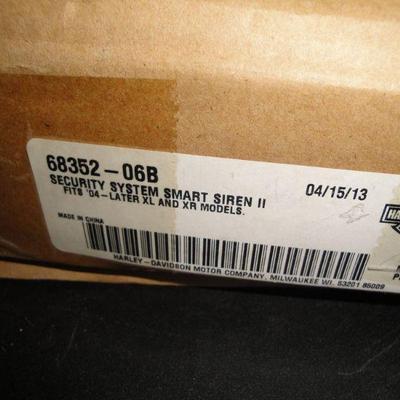 68352-06B
SECURITY SYSTEM SMART SIREN II 04/15/13
FITS '04-LATER XL AND XR MODELS.
MADE IN CHINA
HARLEY-DAVIDSON MOTOR COMPANY, MILWAUKEE WI. 53201 85009